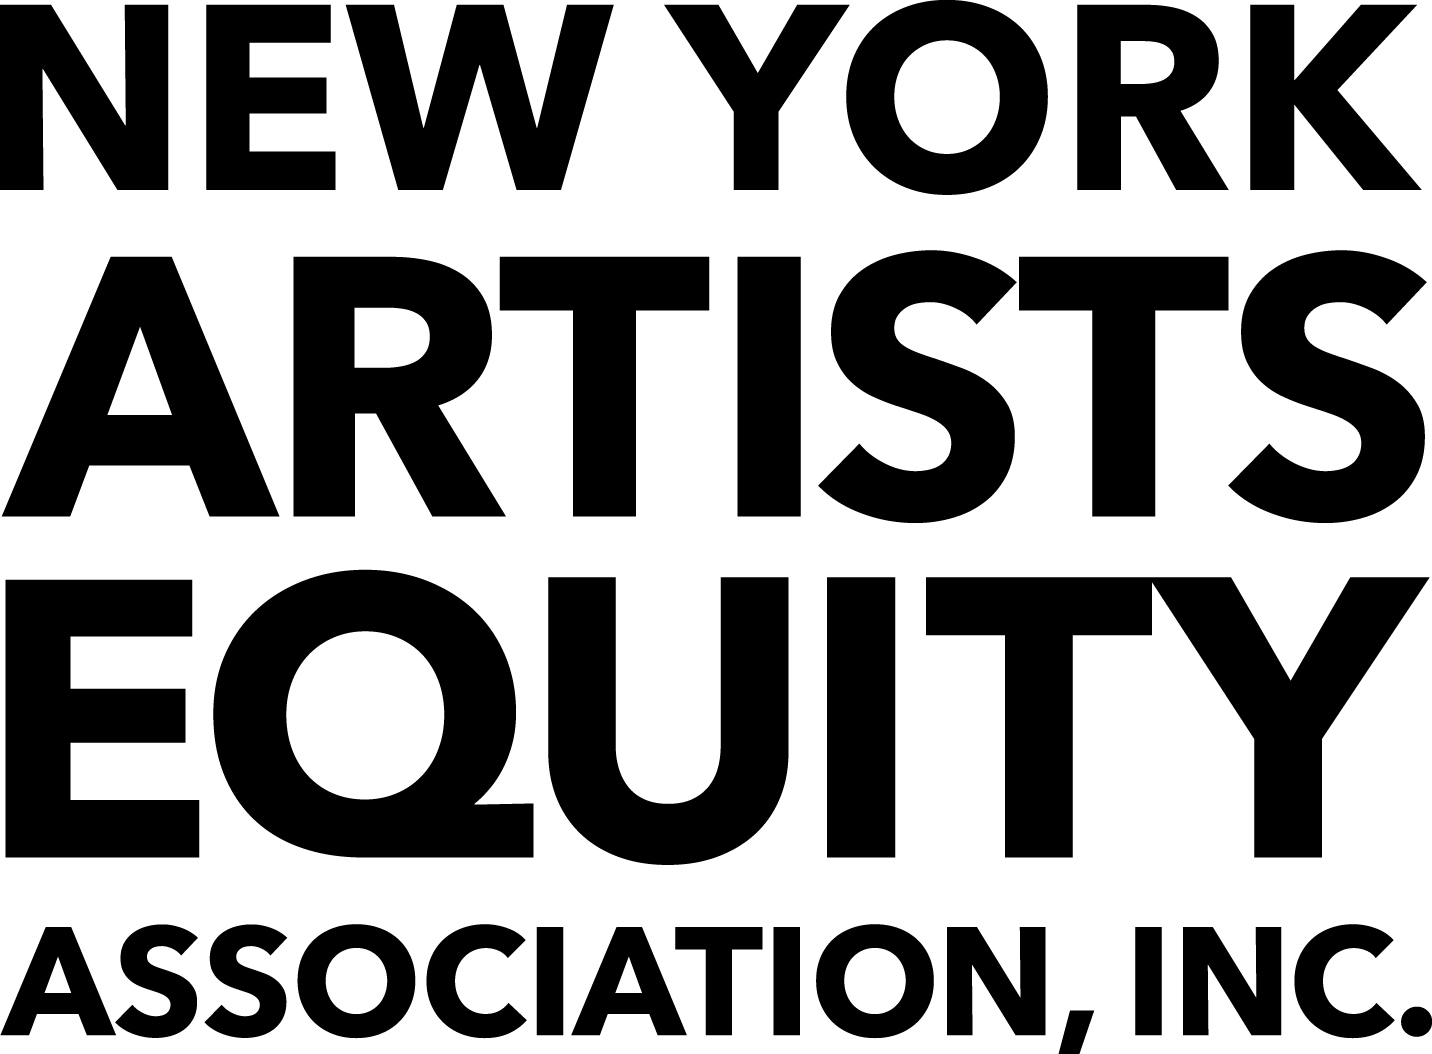 NEW YORK
ARTISTS
EQUITY
ASSOCIATION, INC.